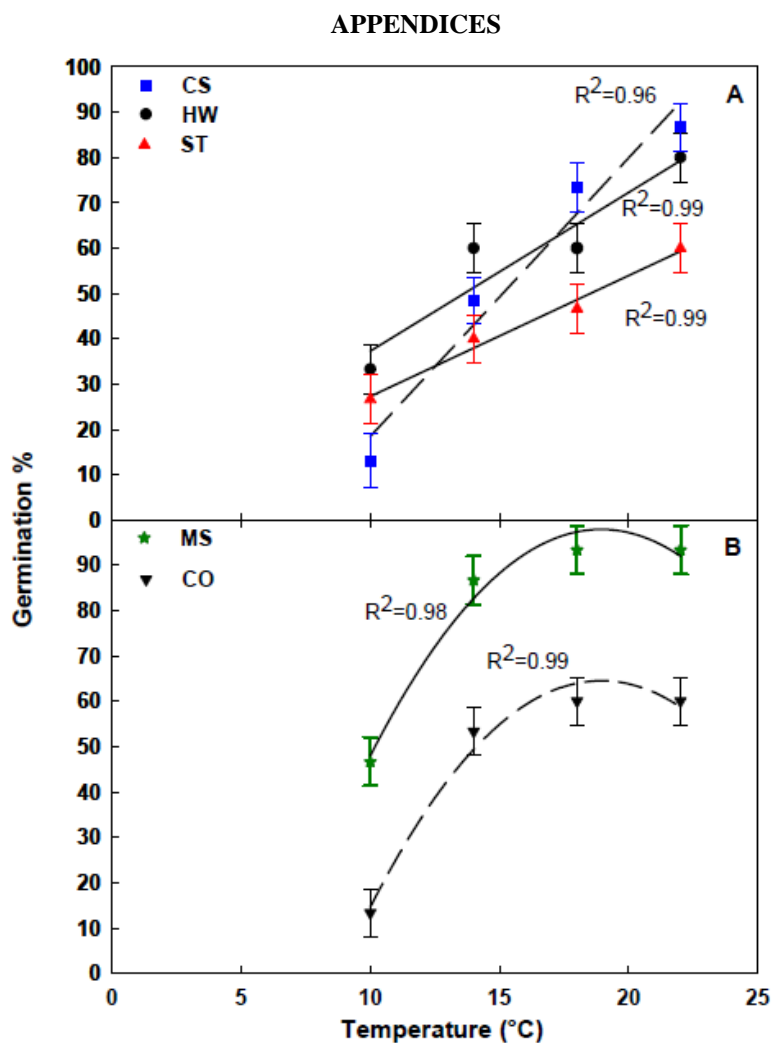 APPENDICES
100
90
80
70
60
50
40
30
20
10
0
CS
HW
ST
R2=0.96
A
R2=0.99
R2=0.99
Germination %
90
80
70
60
50
40
30
20
10
0
MS
CO
B
R2=0.98
R2=0.99
0 5 10 15 20 25
Temperature (°C)